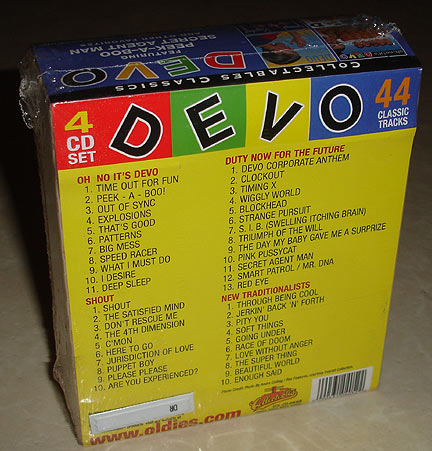 FEATURING
PEEK-A-BOO
SECRET AGENT MAN
DEVO
COLLECTABLES CLASSICS
4
CD
SET
DEVO
44
CLASSIC
TRACKS
OH NO IT'S DEVO
1. TIME OUT FOR FUN
2. PEEK - A - BOO!
3. OUT OF SYNC
4. EXPLOSIONS
5. THAT'S GOOD
6. PATTERNS
7. BIG MESS
8. SPEED RACER
9. WHAT I MUST DO
10. I DESIRE
11. DEEP SLEEP
SHOUT
1. SHOUT
2. THE SATISFIED MIND
3. DON'T RESCUE ME
4. THE 4TH DIMENSION
5. C'MON
6. HERE TO GO
7. JURISDICTION OF LOVE
8. PUPPET BOY
9. PLEASE PLEASE
10. ARE YOU EXPERIENCED?
DUTY NOW FOR THE FUTURE
1. DEVO CORPORATE ANTHEM
2. CLOCKOUT
3. TIMING X
4. WIGGLY WORLD
5. BLOCKHEAD
6. STRANGE PURSUIT
7. S. I. B. (SWELLING ITCHING BRAIN)
8. TRIUMPH OF THE WILL
9. THE DAY MY BABY GAVE ME A SURPRIZE
10. PINK PUSSYCAT
11. SECRET AGENT MAN
12. SMART PATROL / MR. DNA
13. RED EYE
NEW TRADITIONALISTS
1. THROUGH BEING COOL
2. JERKIN' BACK 'N' FORTH
3. PITY YOU
4. SOFT THINGS
5. GOING UNDER
6. RACE OF DOOM
7. LOVE WITHOUT ANGER
8. THE SUPER THING
9. BEAUTIFUL WORLD
10. ENOUGH SAID
DR
www.oldies.com